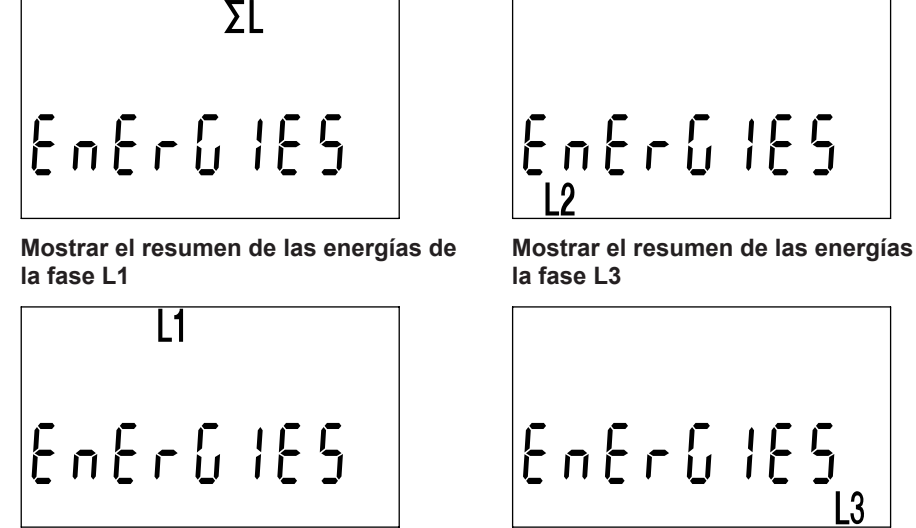 ΣL
EnErGIES
EnErGIES
L2
Mostrar el resumen de las energías de
la fase L1
Mostrar el resumen de las energías
la fase L3
L1
EnErGIES
EnErGIES
L3